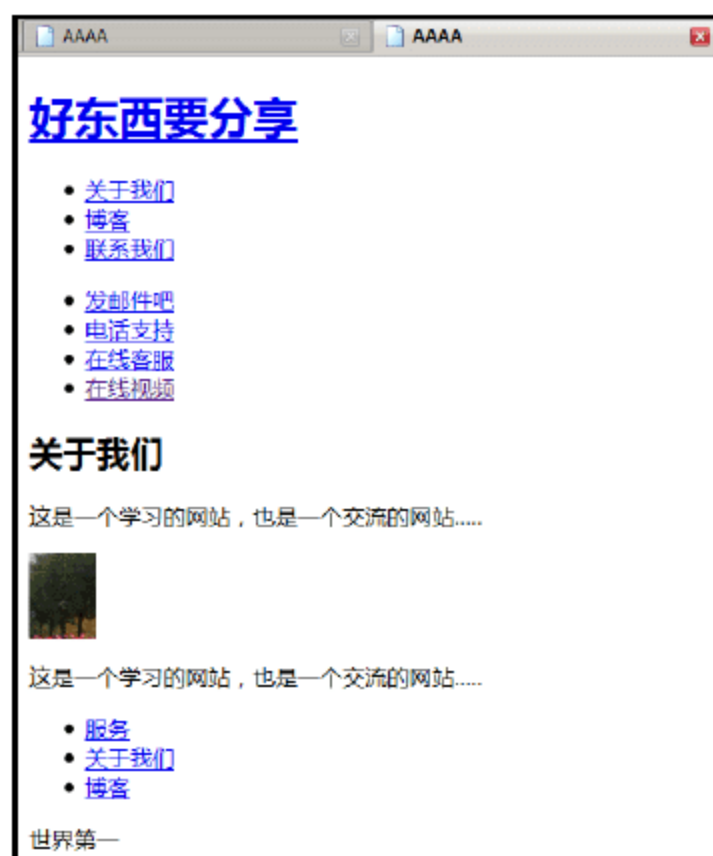 AAAA AAAA
好东西要分享
关于我们
博客
联系我们
发邮件吧
电话支持
在线客服
在线视频
关于我们
这是一个学习的网站，也是一个交流的网站.....
这是一个学习的网站，也是一个交流的网站.....
服务
关于我们
博客
世界第一